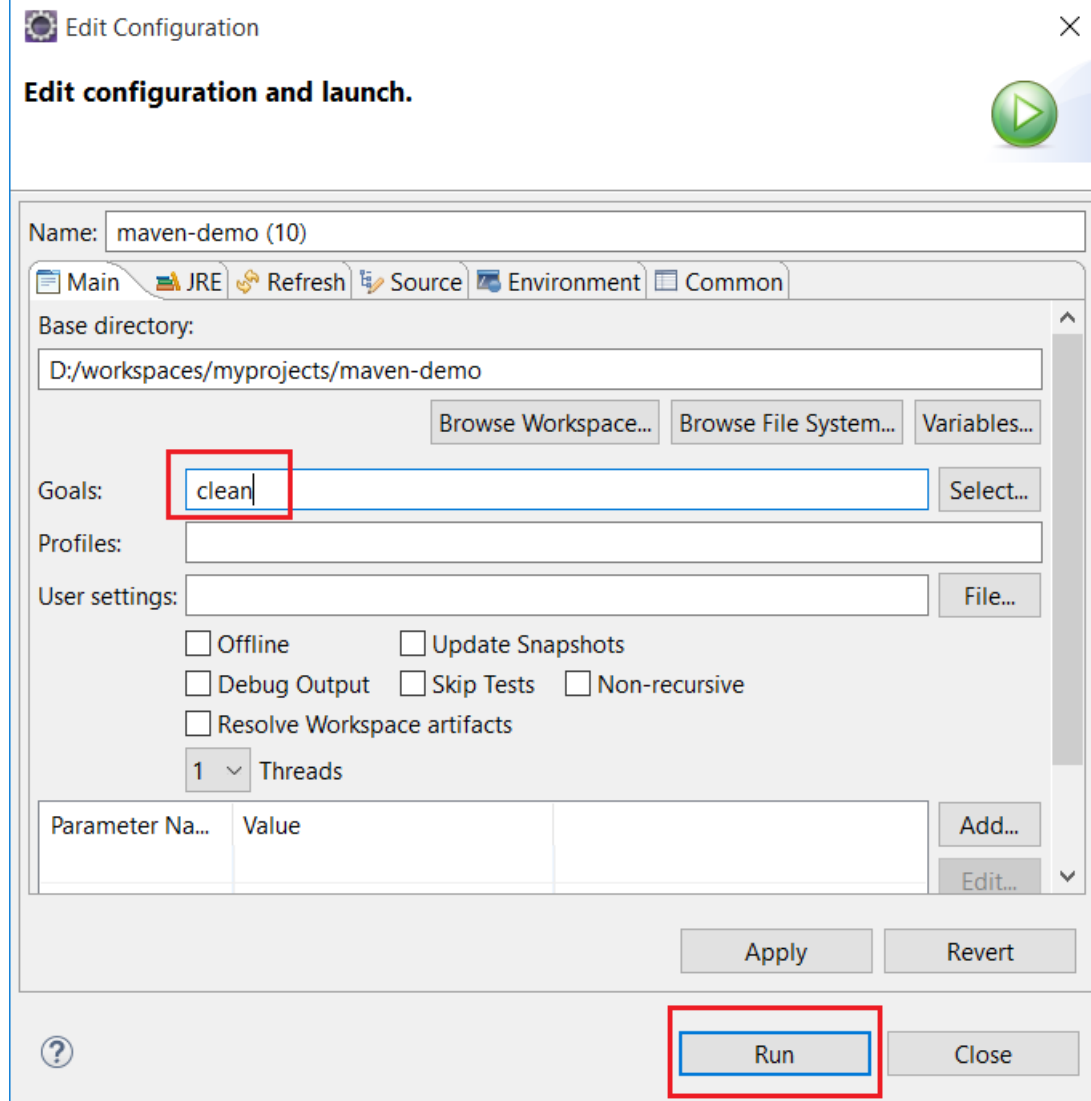 Edit Configuration
Edit configuration and launch.
Name: maven-demo (10)
Main JRE Refresh Source Environment Common
Base directory:
D:/workspaces/myprojects/maven-demo
Browse Workspace... Browse File System... Variables...
Goals: clean Select...
Profiles:
User settings: File...
Offline Update Snapshots
Debug Output Skip Tests Non-recursive
Resolve Workspace artifacts
1 Threads
Parameter Na... Value Add...
Edit...
Apply Revert
? Run Close